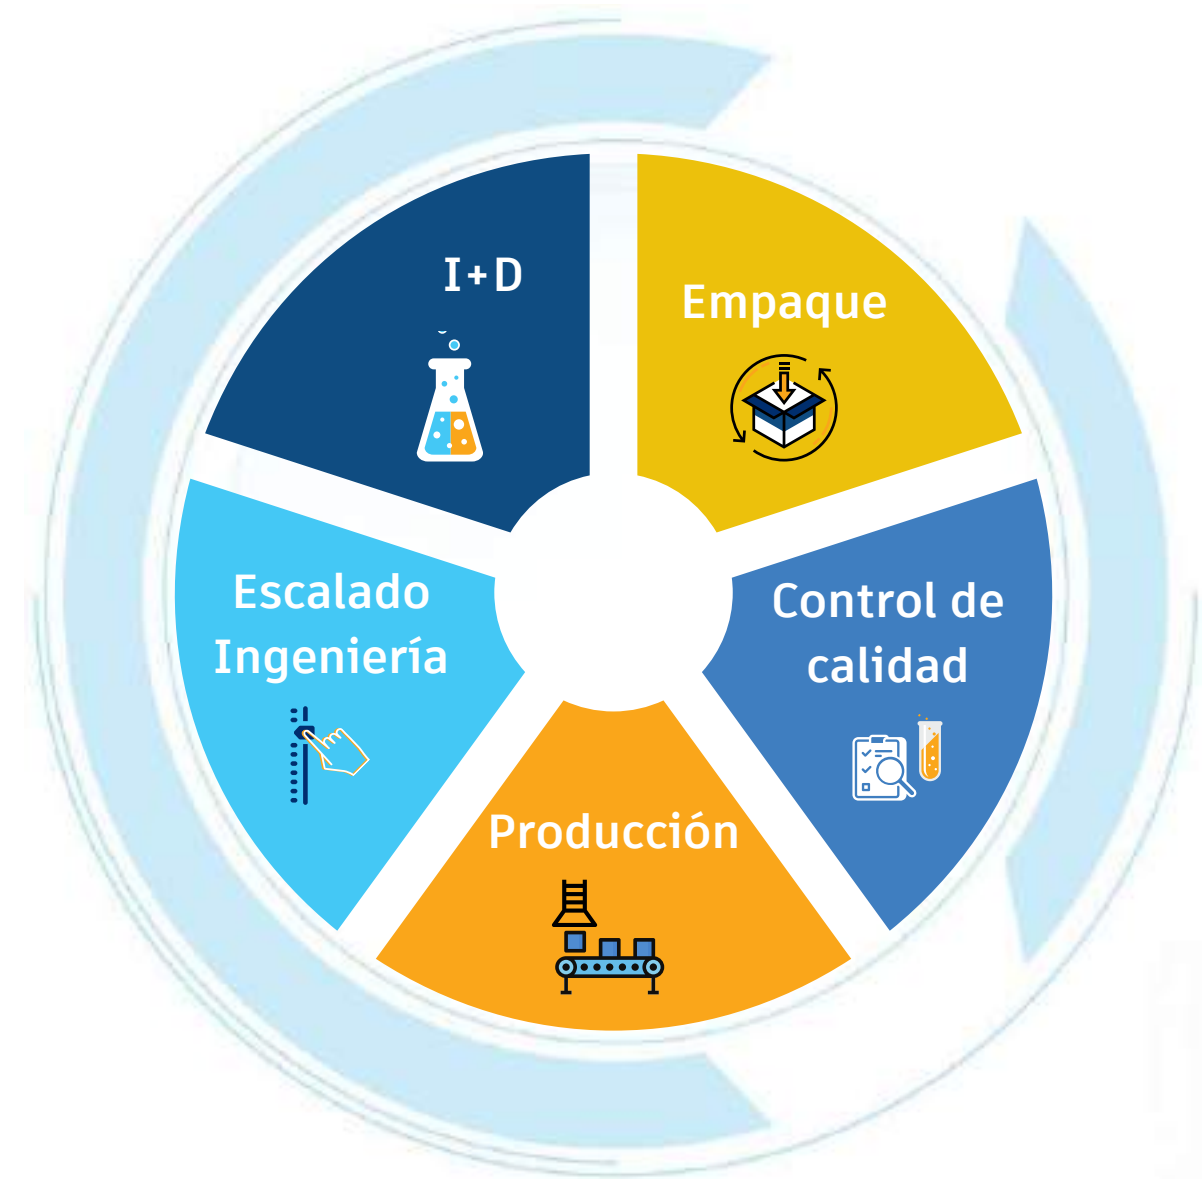 I+D
Empaque
Escalado
Ingeniería
Control de
calidad
Producción